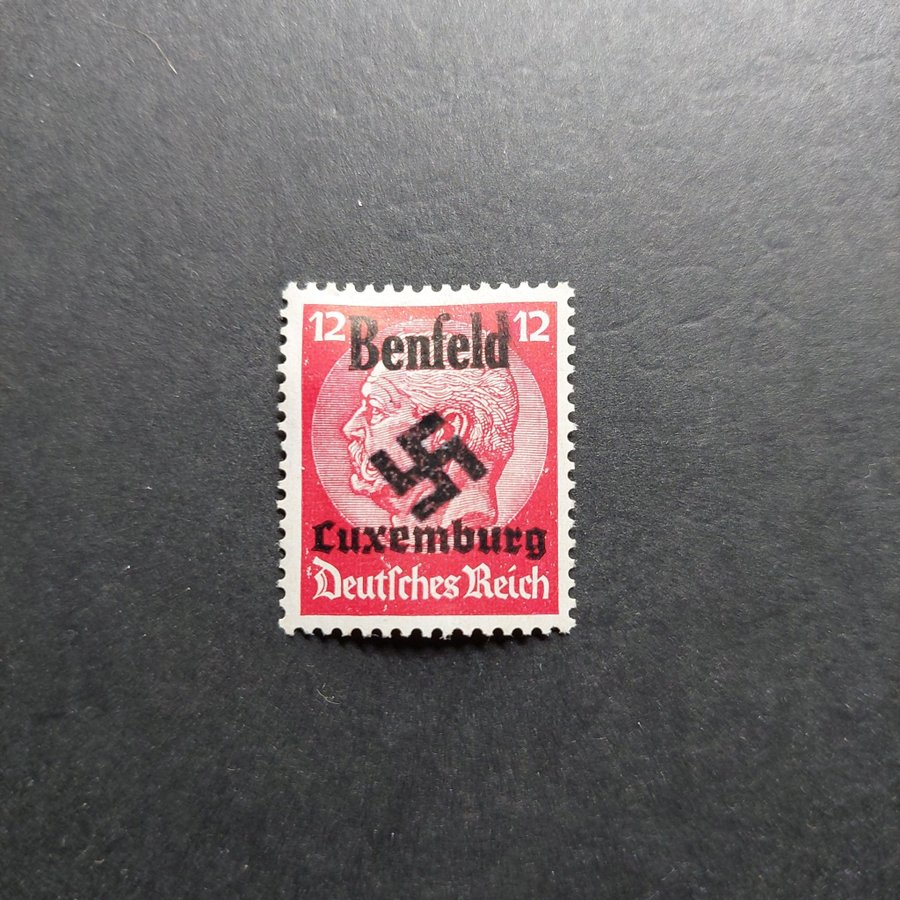 12 Benfeld 12
Luxemburg
Deutſches Reich